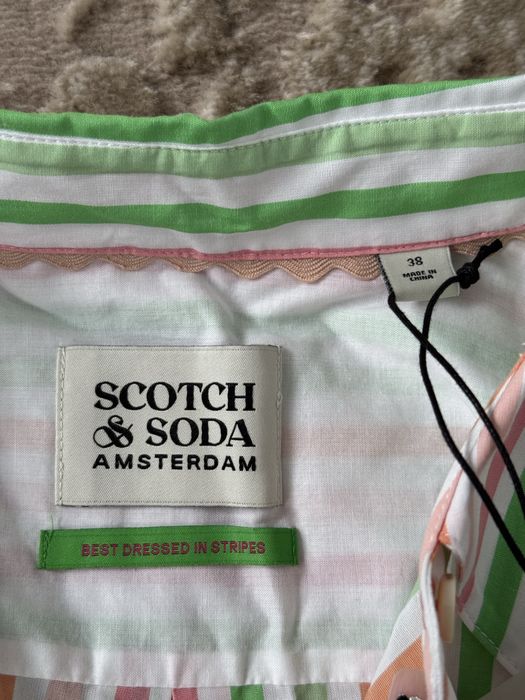 38
MADE IN
CHINA
SCOTCH
& SODA
AMSTERDAM
BEST DRESSED IN STRIPES